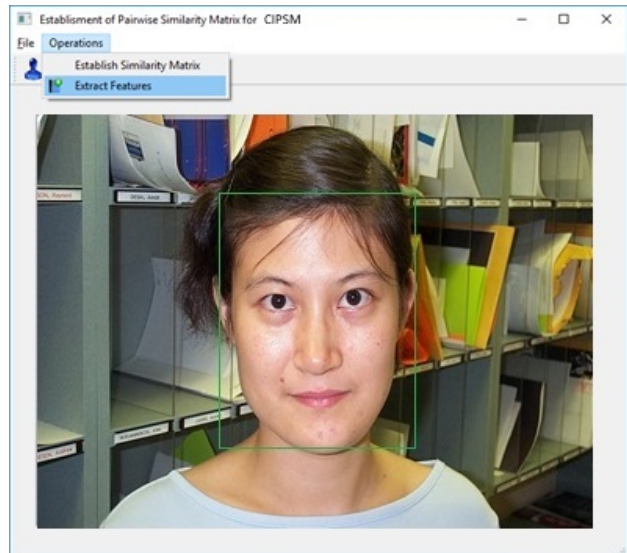 Establisment of Pairwise Similarity Matrix for CIPSM
File Operations
Establish Similarity Matrix
Extract Features